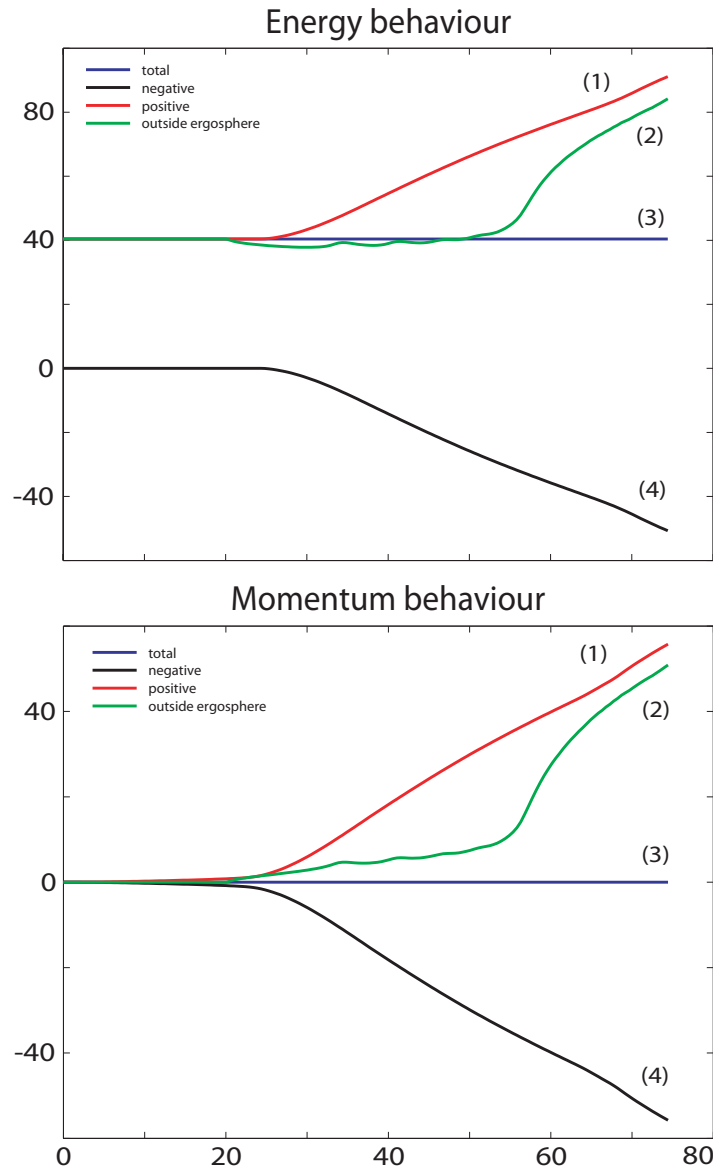 Energy behaviour
total
negative
positive
outside ergosphere
80
40
0
-40
(1)
(2)
(3)
(4)
Momentum behaviour
total
negative
positive
outside ergosphere
40
0
-40
(1)
(2)
(3)
(4)
0 20 40 60 80